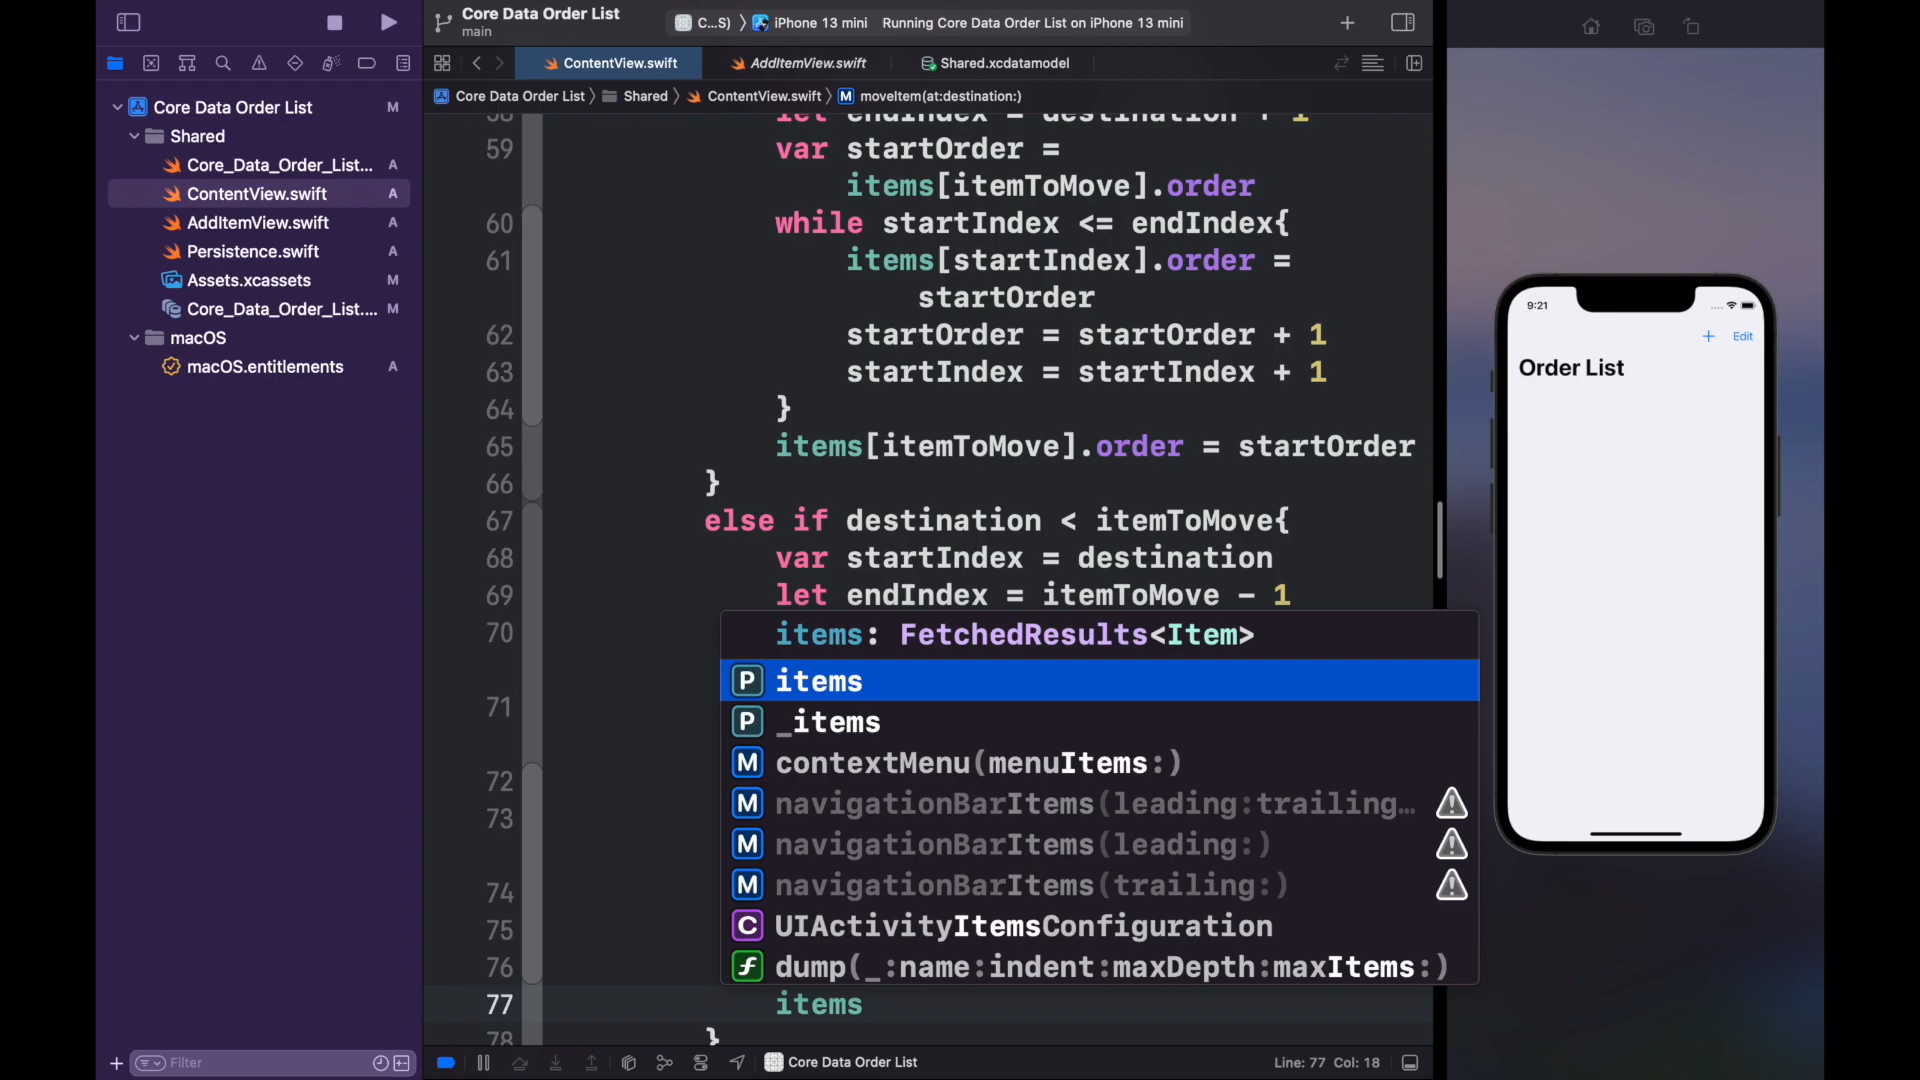 Core Data Order List
main
C...S) 〉 iPhone 13 mini Running Core Data Order List on iPhone 13 mini
ContentView.swift
AddItemView.swift
Shared.xcdatamodel
Core Data Order List 〉 Shared 〉 ContentView.swift 〉 M moveItem(at:destination:)
Core Data Order List M
Shared
Core_Data_Order_List... A
ContentView.swift A
AddItemView.swift A
Persistence.swift A
Assets.xcassets M
Core_Data_Order_List.... M
macOS
macOS.entitlements A
Filter
58 let endIndex = destination + 1
59 var startOrder =
items[itemToMove].order
60 while startIndex <= endIndex{
61 items[startIndex].order =
startOrder
62 startOrder = startOrder + 1
63 startIndex = startIndex + 1
64 }
65 items[itemToMove].order = startOrder
66 }
67 else if destination < itemToMove{
68 var startIndex = destination
69 let endIndex = itemToMove - 1
70
71
72
73
74
75
76
items: FetchedResults<Item>
P items
P _items
M contextMenu(menuItems:)
M navigationBarItems(leading:trailing…
M navigationBarItems(leading:)
M navigationBarItems(trailing:)
C UIActivityItemsConfiguration
f dump(_:name:indent:maxDepth:maxItems:)
77 items
78 }
Core Data Order List
Line: 77 Col: 18
9:21
Edit
Order List